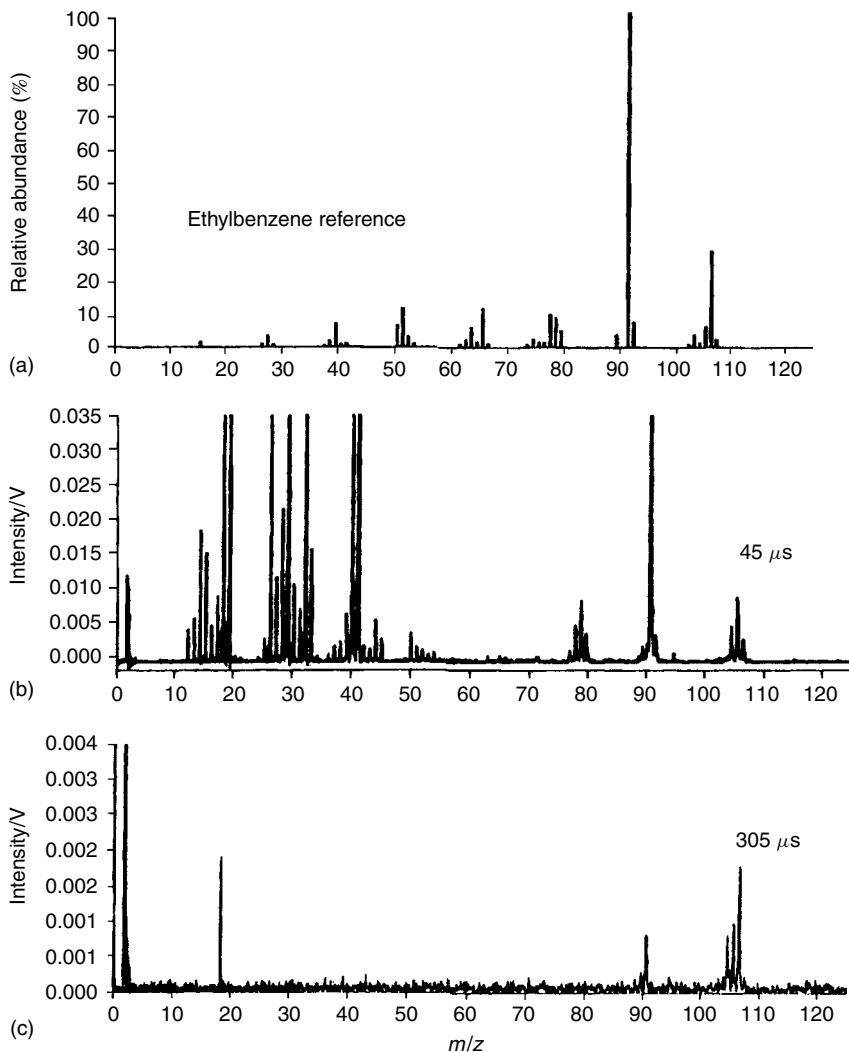 Relative abundance (%)
100
90
80
70
60
50
40
30
20
10
0
Ethylbenzene reference
0 10 20 30 40 50 60 70 80 90 100 110 120
(a)
Intensity/V
0.035
0.030
0.025
0.020
0.015
0.010
0.005
0.000
45 μs
0 10 20 30 40 50 60 70 80 90 100 110 120
(b)
Intensity/V
0.004
0.003
0.003
0.002
0.002
0.001
0.001
0.000
305 μs
0 10 20 30 40 50 60 70 80 90 100 110 120
(c)
m/z